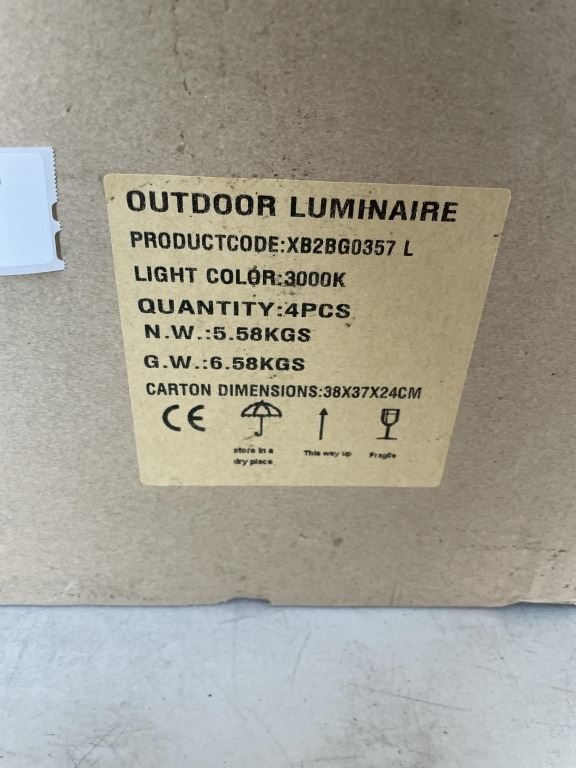 OUTDOOR LUMINAIRE
PRODUCTCODE:XB2BG0357 L
LIGHT COLOR:3000K
QUANTITY:4PCS
N.W.:5.58KGS
G.W.:6.58KGS
CARTON DIMENSIONS:38X37X24CM
CE
store in a
dry place
This way up
Fragile